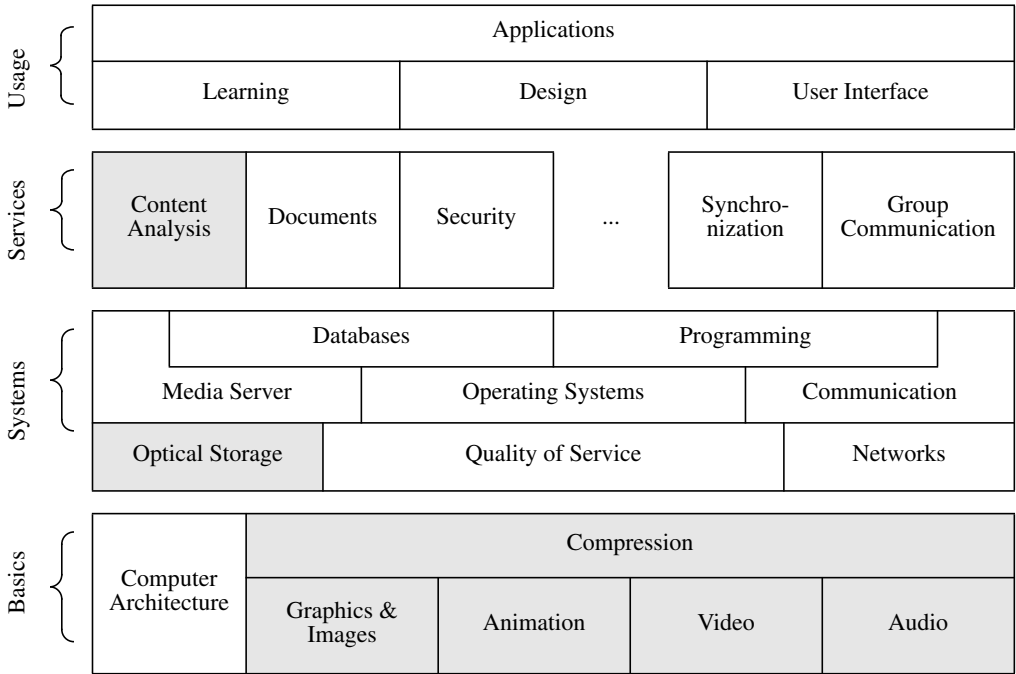 Usage
Applications
Learning
Design
User Interface
Services
Content
Analysis
Documents
Security
...
Synchro-
nization
Group
Communication
Systems
Databases
Programming
Media Server
Operating Systems
Communication
Optical Storage
Quality of Service
Networks
Basics
Computer
Architecture
Compression
Graphics &
Images
Animation
Video
Audio